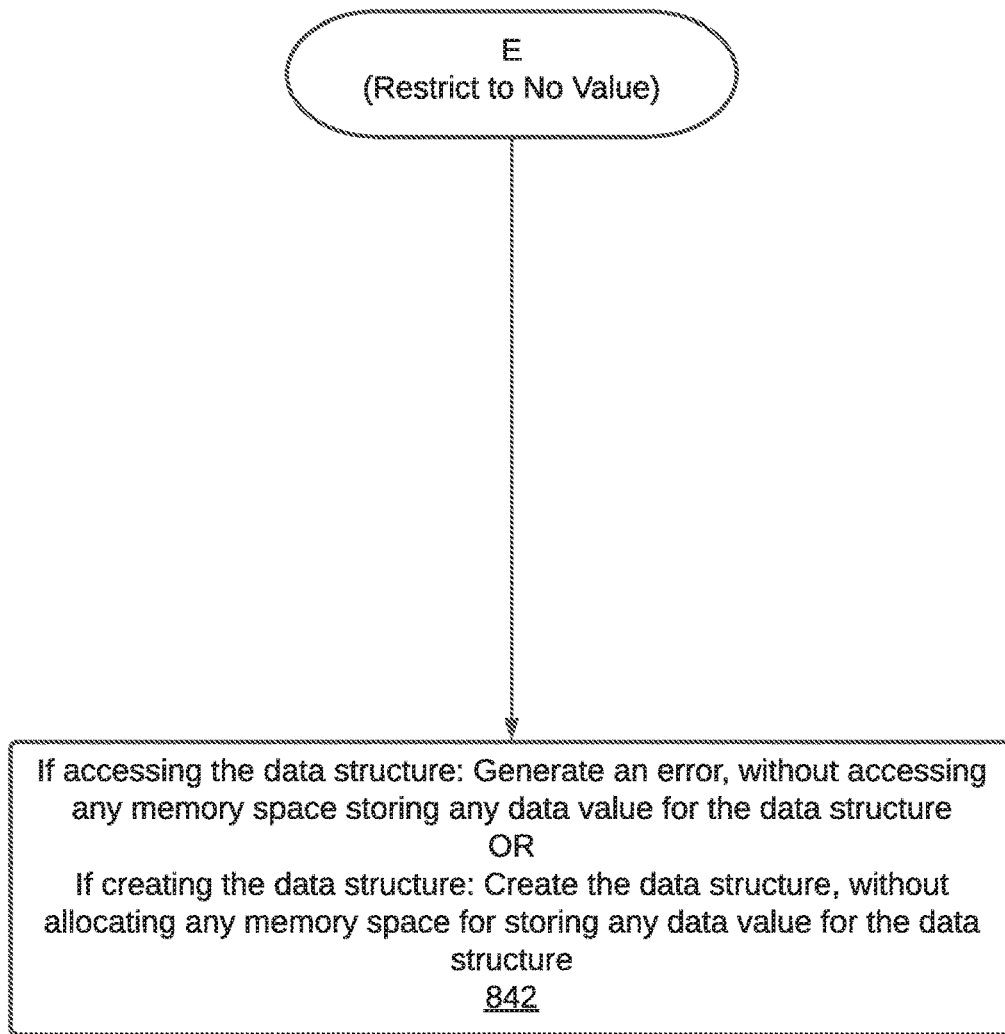 E
(Restrict to No Value)
If accessing the data structure: Generate an error, without accessing
any memory space storing any data value for the data structure
OR
If creating the data structure: Create the data structure, without
allocating any memory space for storing any data value for the data
structure
842